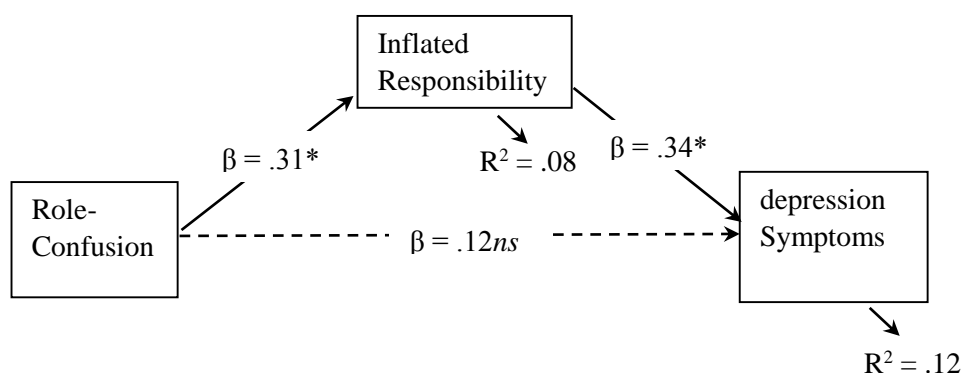 Inflated
Responsibility
β = .31*
R² = .08
β = .34*
Role-
Confusion
β = .12ns
depression
Symptoms
R² = .12